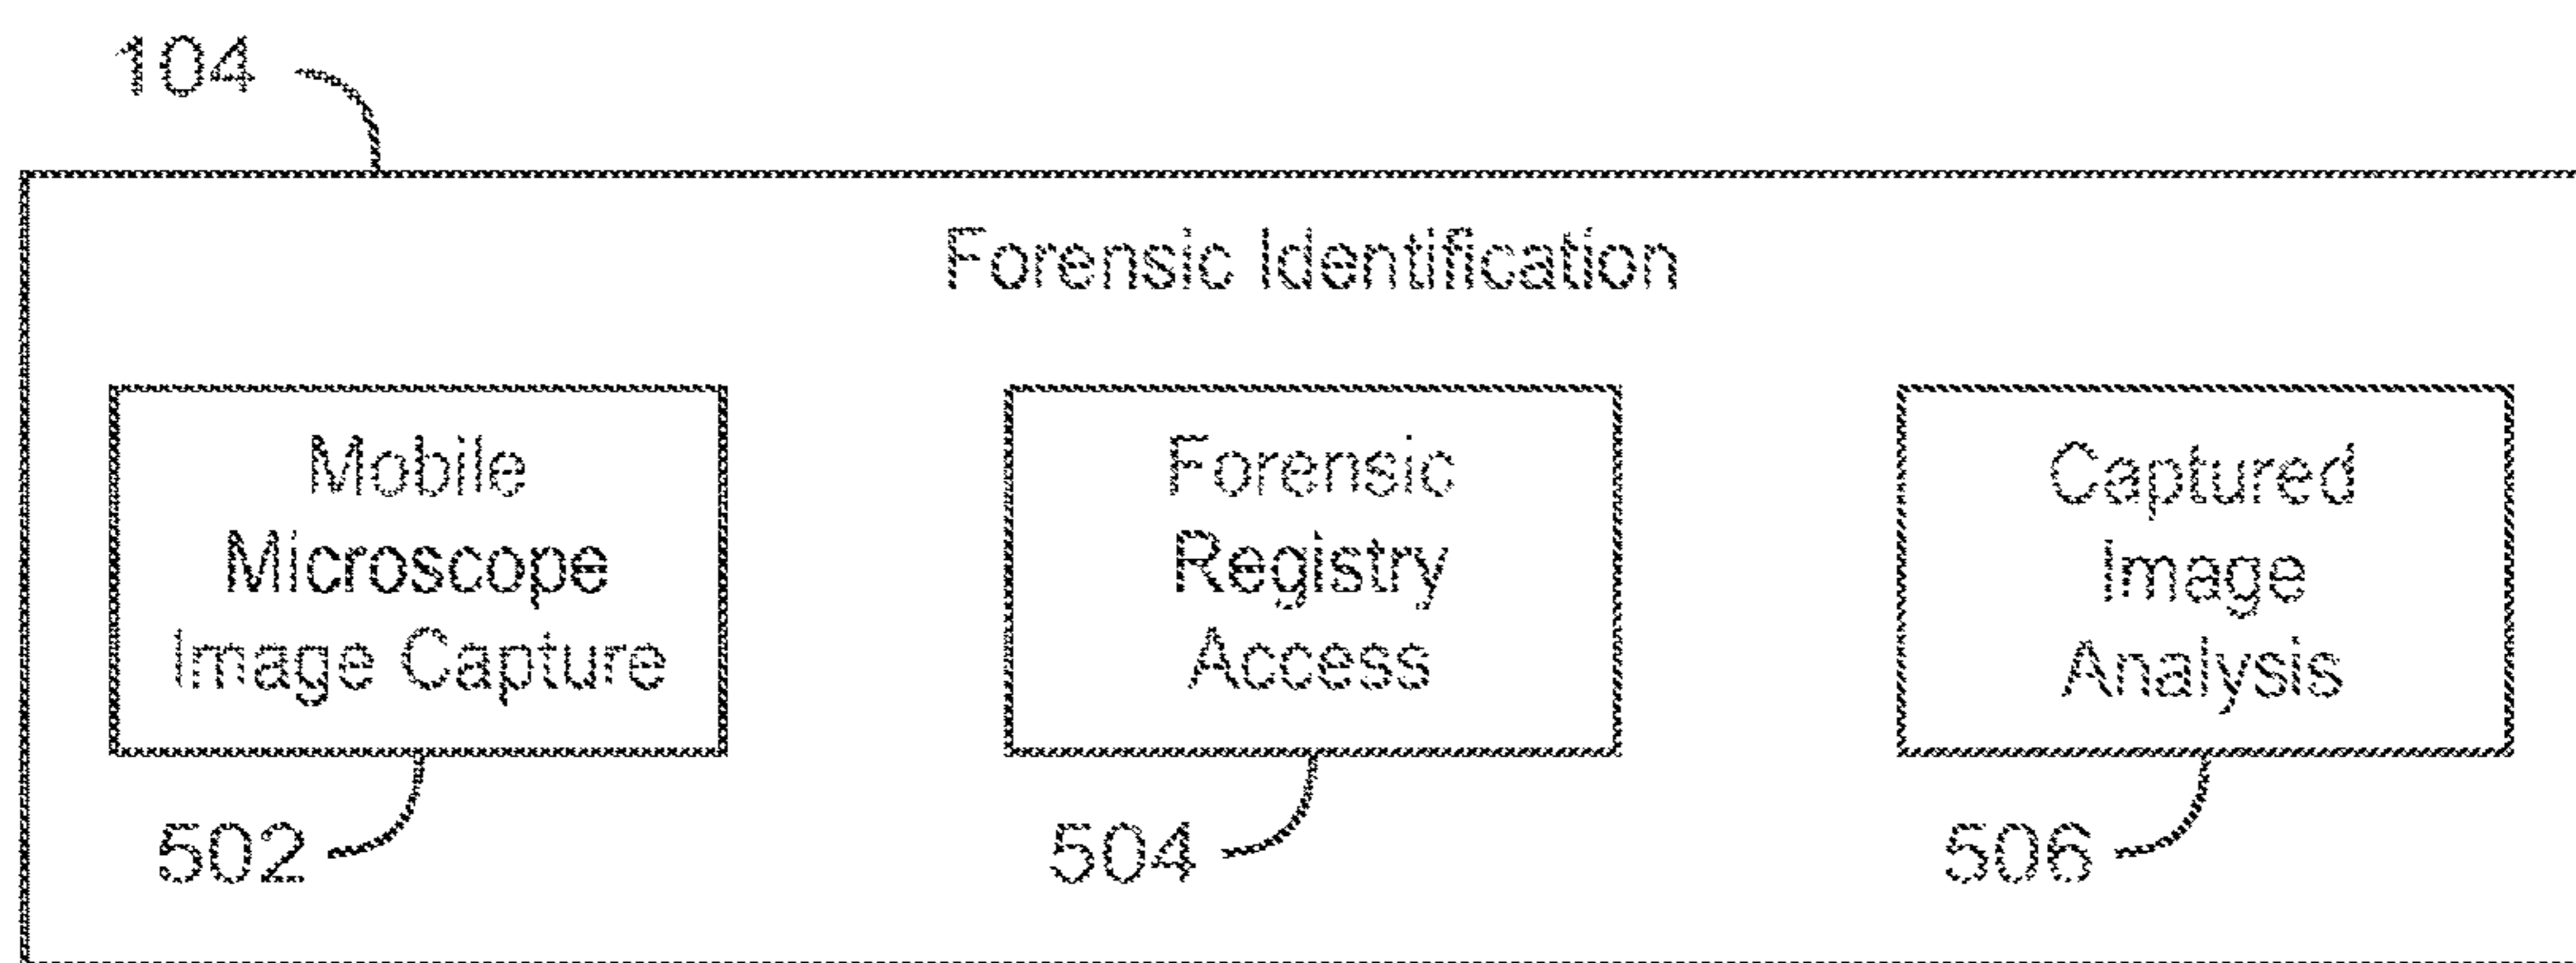 104
Forensic Identification
Mobile
Microscope
Image Capture
Forensic
Registry
Access
Captured
Image
Analysis
502
504
506